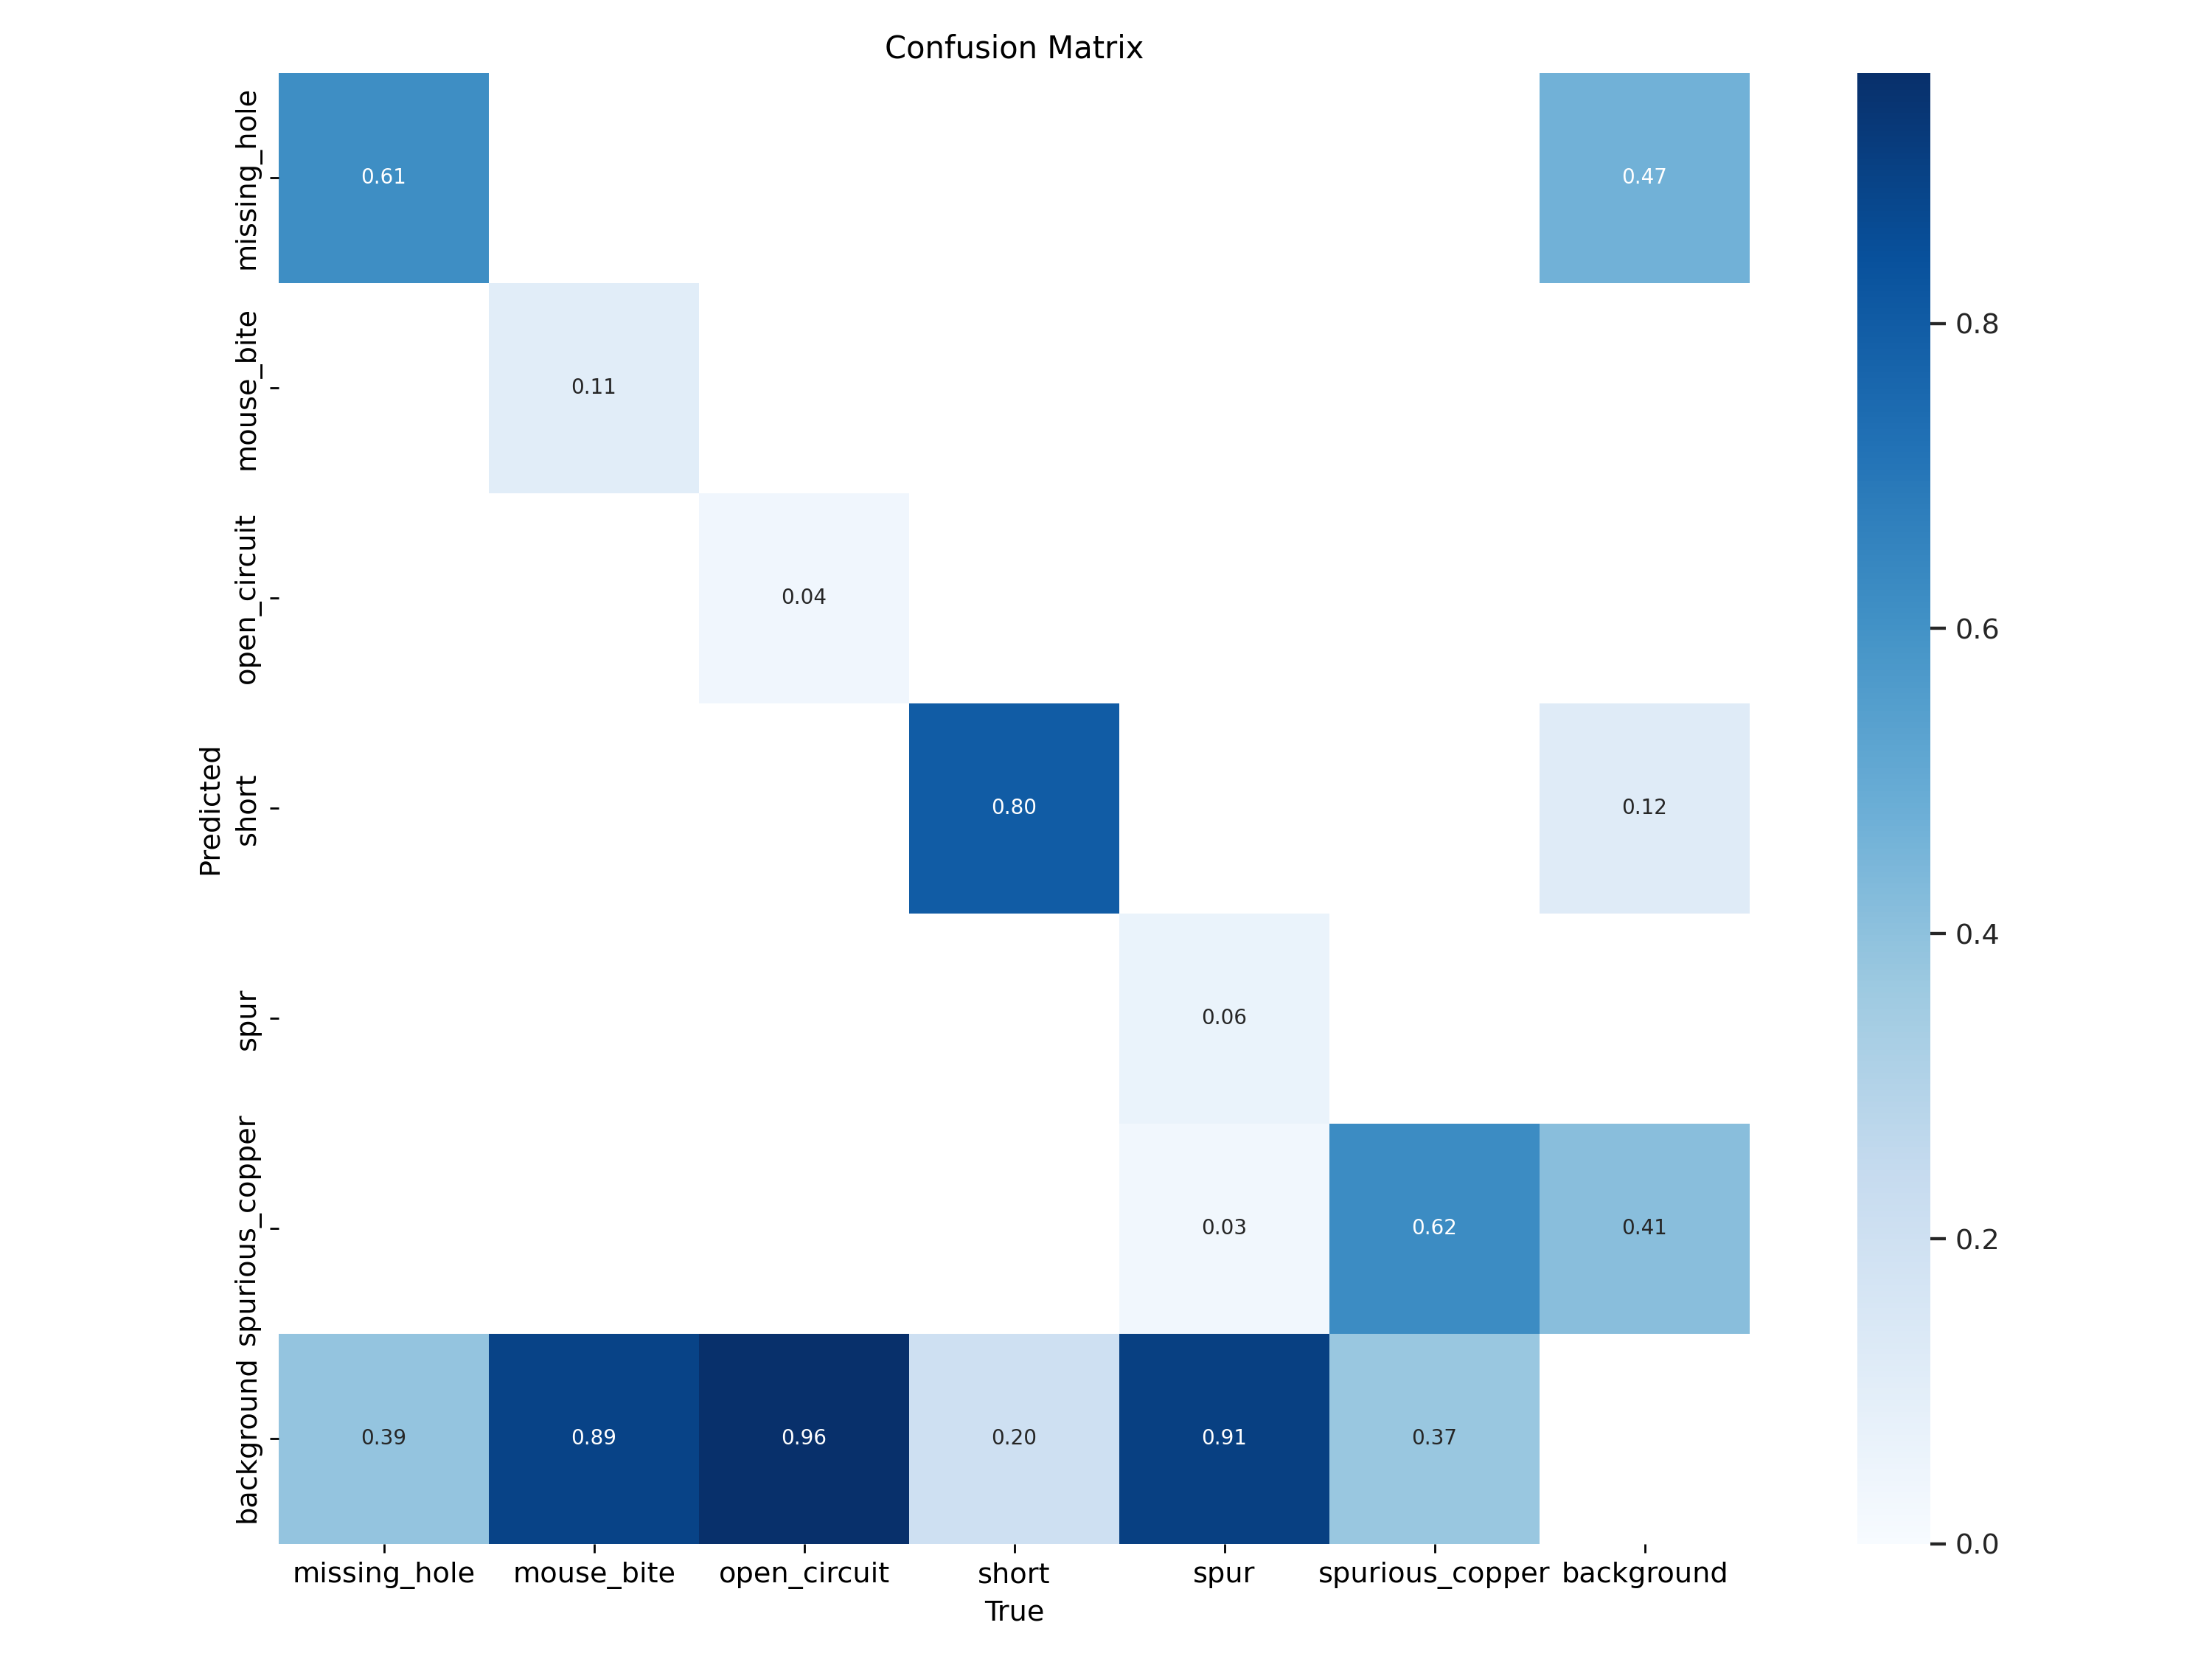 Confusion Matrix
missing_hole
0.61
0.47
mouse_bite
0.11
open_circuit
0.04
Predicted
short
0.80
0.12
0.8
0.6
0.4
0.2
0.0
spur
0.06
spurious_copper
0.03
0.62
0.41
background
0.39
0.89
0.96
0.20
0.91
0.37
missing_hole
mouse_bite
open_circuit
short
spur
spurious_copper
background
True